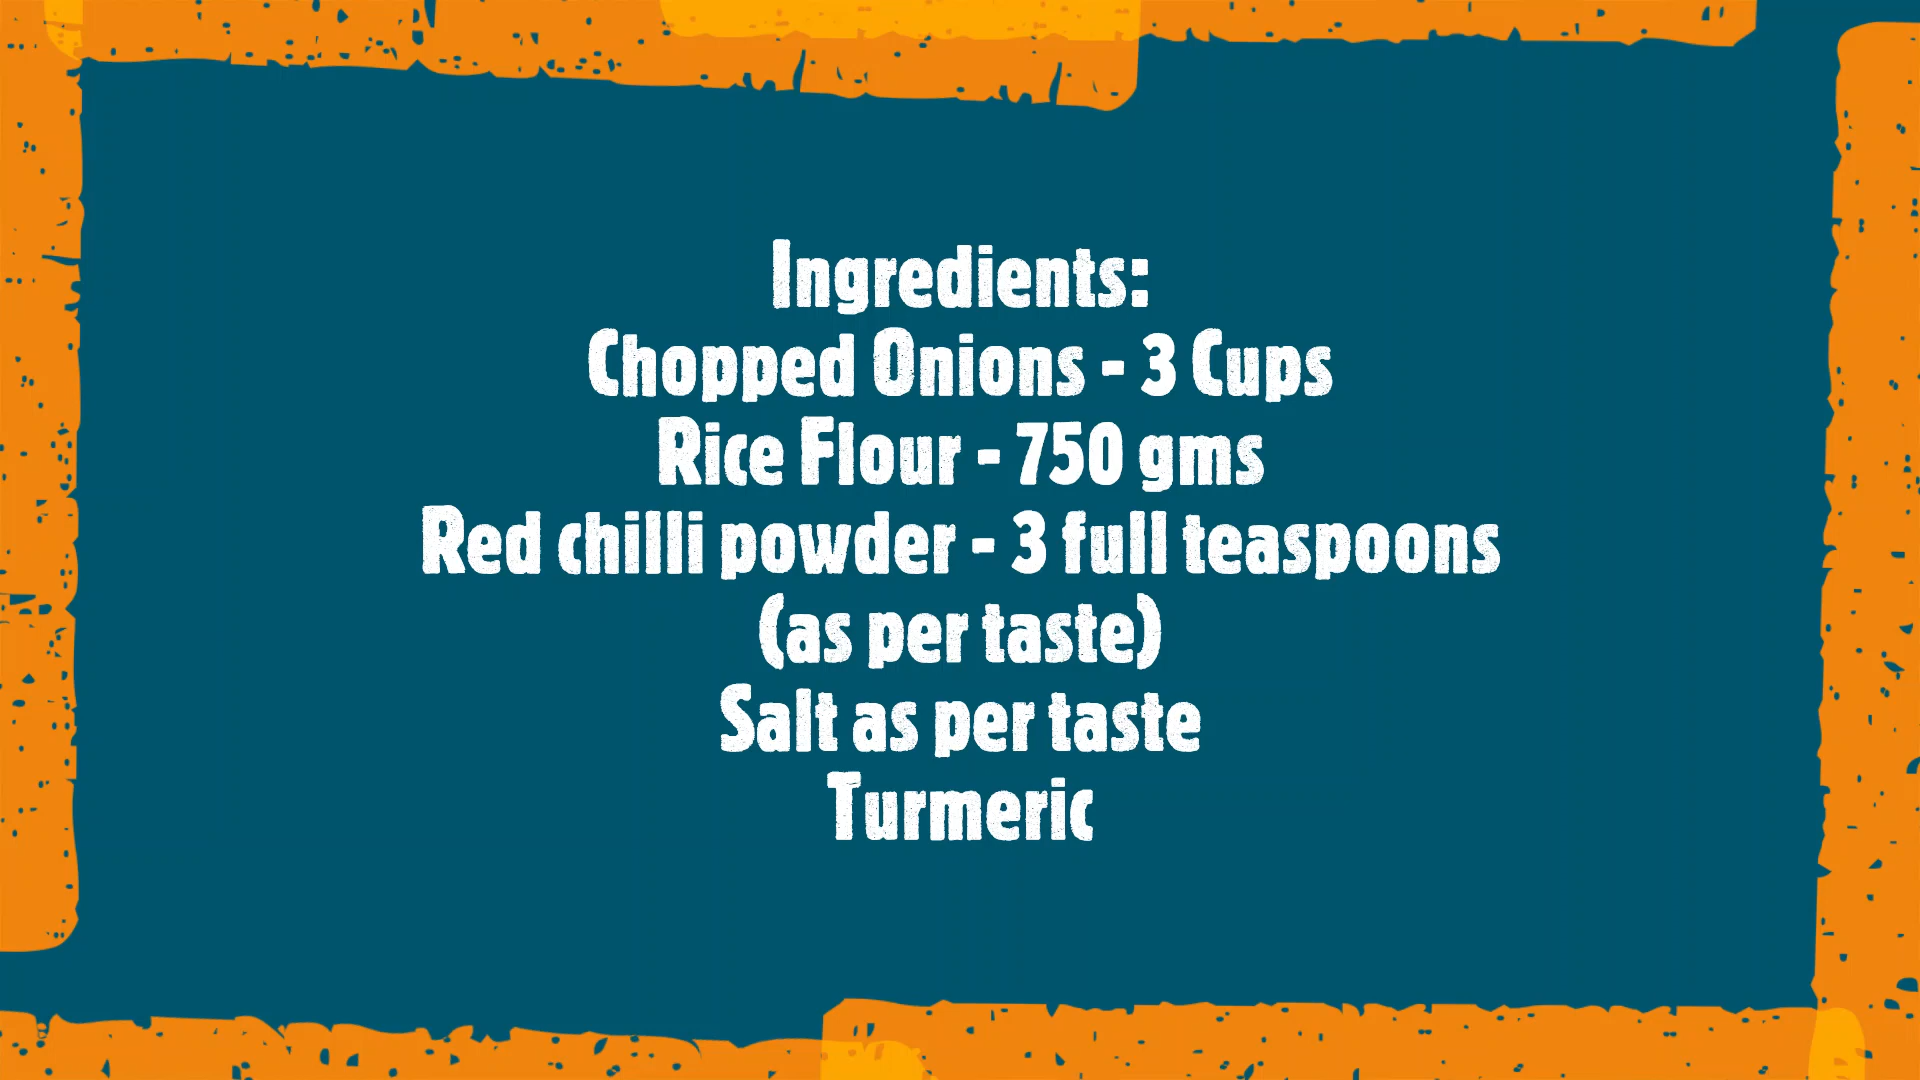 Ingredients:
Chopped Onions - 3 Cups
Rice Flour - 750 gms
Red chilli powder - 3 full teaspoons
(as per taste)
Salt as per taste
Turmeric